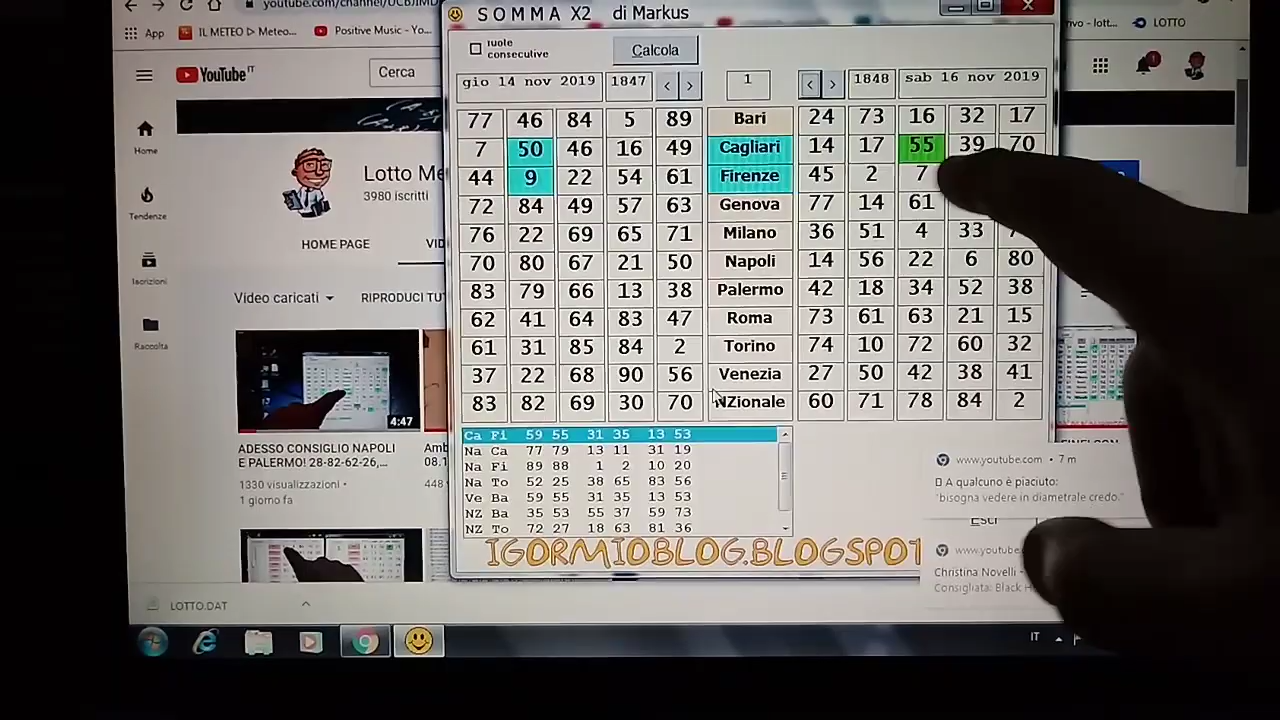 youtube.com/channel/UCBJIMD
S O M M A X2 di Markus
App IL METEO ᐅ Meteo... Positive Music - Yo... nvo - lott... LOTTO
ruote
consecutive
Calcola
YouTube IT
Cerca
gio 14 nov 2019 1847 < > 1 < > 1848 sab 16 nov 2019
77 46 84 5 89 Bari 24 73 16 32 17
7 50 46 16 49 Cagliari 14 17 55 39 70
44 9 22 54 61 Firenze 45 2 7
72 84 49 57 63 Genova 77 14 61
76 22 69 65 71 Milano 36 51 4 33
70 80 67 21 50 Napoli 14 56 22 6 80
83 79 66 13 38 Palermo 42 18 34 52 38
62 41 64 83 47 Roma 73 61 63 21 15
61 31 85 84 2 Torino 74 10 72 60 32
37 22 68 90 56 Venezia 27 50 42 38 41
83 82 69 30 70 NZionale 60 71 78 84 2
Ca Fi 59 55 31 35 13 53
Na Ca 77 79 13 11 31 19
Na Fi 89 88 1 2 10 20
Na To 52 25 38 65 83 56
Ve Ba 59 55 31 35 13 53
NZ Ba 35 53 55 37 59 73
NZ To 72 27 18 63 81 36
IGORMIOBLOG.BLOGSPOT
Home
Tendenze
Iscrizioni
Raccolta
Lotto Me
3980 iscritti
HOME PAGE VID
Video caricati RIPRODUCI TUT
4:47
ADESSO CONSIGLIO NAPOLI
E PALERMO! 28-82-62-26,...
1330 visualizzazioni •
1 giorno fa
Amb
08.1
448
www.youtube.com • 7 m
A qualcuno è piaciuto:
"bisogna vedere in diametrale credo."
Esci
www.youtube
Christina Novelli
Consigliata: Black H
LOTTO.DAT
IT